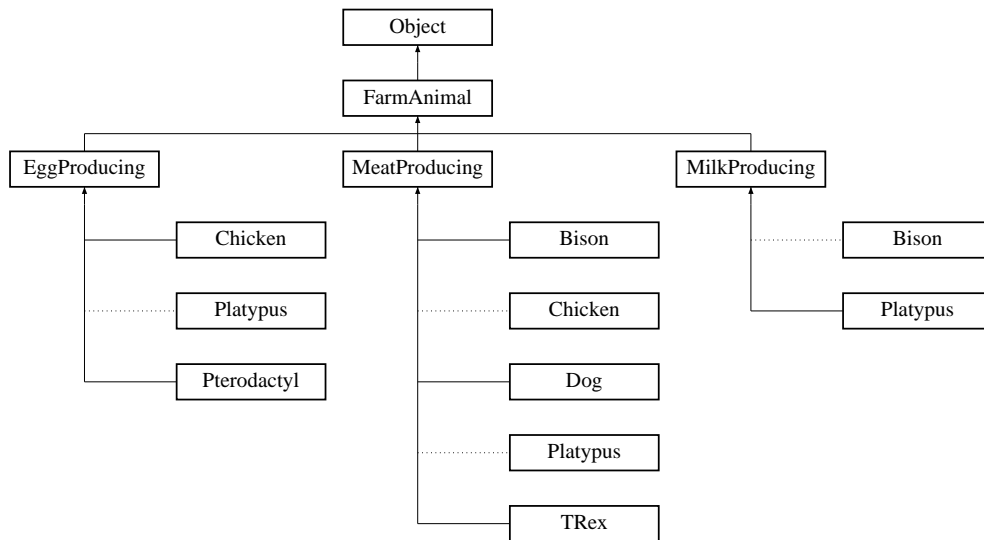 Object
FarmAnimal
EggProducing
MeatProducing
MilkProducing
Chicken
Bison
Bison
Platypus
Chicken
Platypus
Pterodactyl
Dog
Platypus
TRex